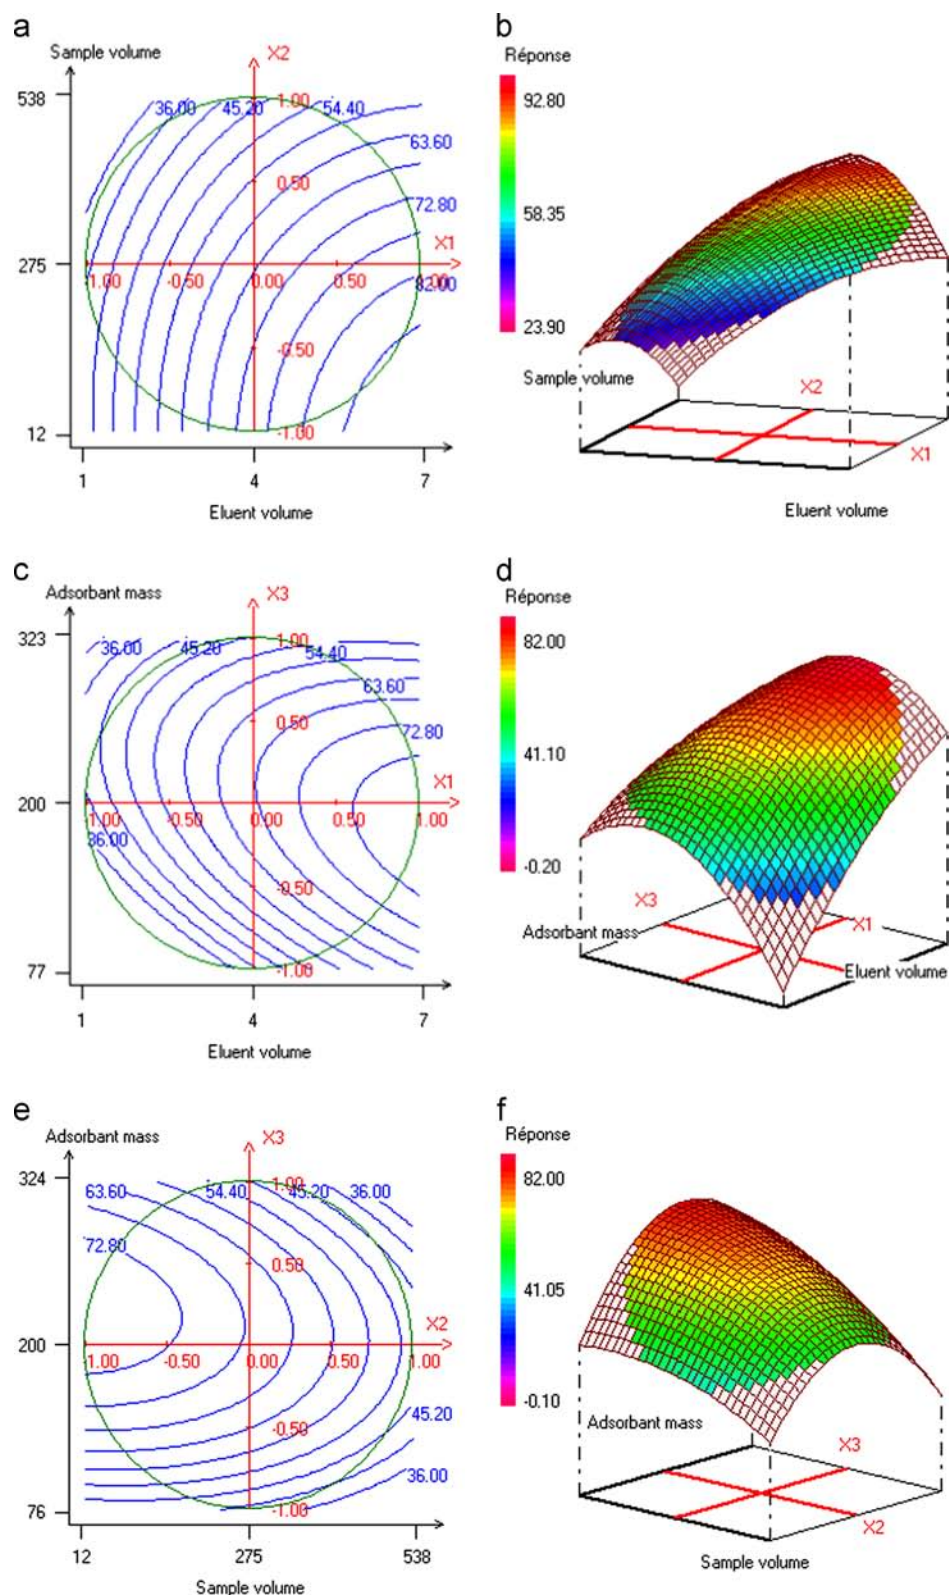 a
Sample volume
X2
538
36.00
45.20
1.00
54.40
63.60
0.50
72.80
X1
275
1.00
-0.50
0.00
0.50
1.00
82.00
-0.50
12
-1.00
1
4
7
Eluent volume
b
Réponse
92.80
58.35
23.90
Sample volume
X2
X1
Eluent volume
c
Adsorbant mass
X3
323
36.00
45.20
1.00
54.40
63.60
0.50
72.80
X1
200
1.00
-0.50
0.00
0.50
1.00
36.00
-0.50
77
-1.00
1
4
7
Eluent volume
d
Réponse
82.00
41.10
-0.20
X3
X1
Adsorbant mass
Eluent volume
e
Adsorbant mass
X3
324
63.60
54.40
1.00
45.20
36.00
72.80
0.50
X2
200
1.00
-0.50
0.00
0.50
1.00
45.20
-0.50
36.00
76
-1.00
12
275
538
Sample volume
f
Réponse
82.00
41.05
-0.10
Adsorbant mass
X3
X2
Sample volume